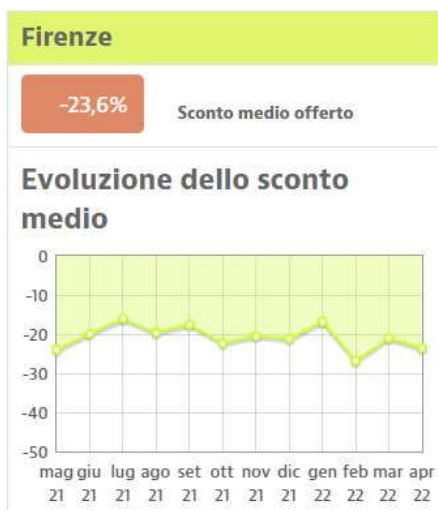 Firenze
-23,6%
Sconto medio offerto
Evoluzione dello sconto
medio
0
-10
-20
-30
-40
-50
mag giu lug ago set ott nov dic gen feb mar apr
21 21 21 21 21 21 21 21 22 22 22 22